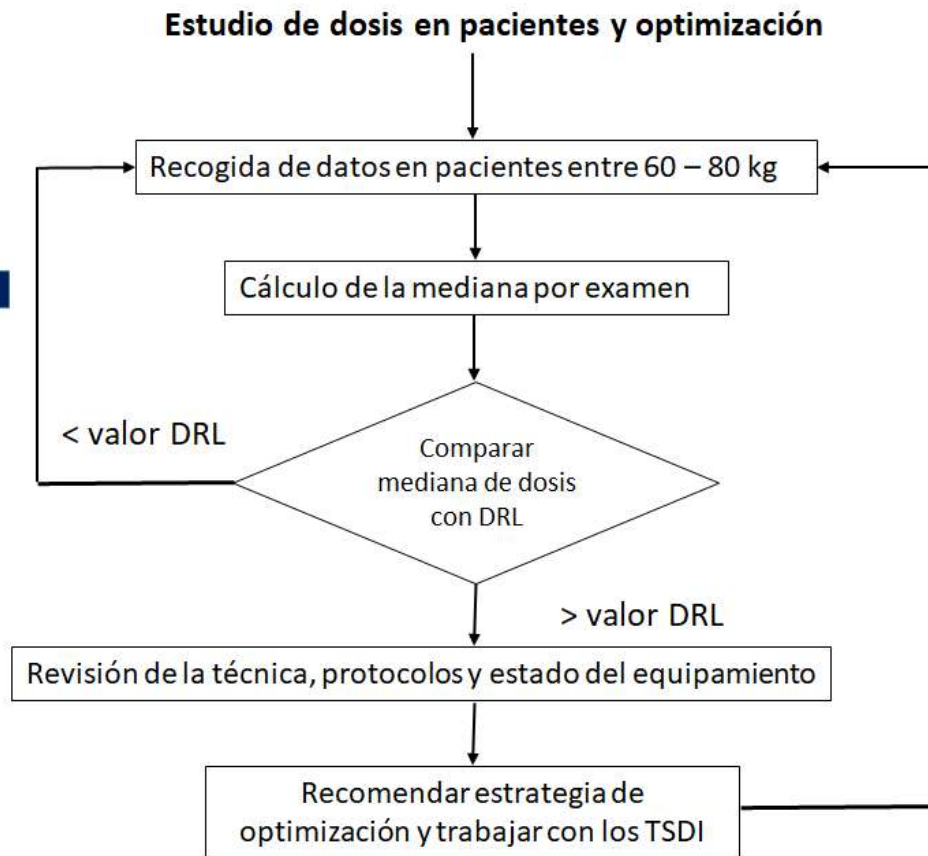 Estudio de dosis en pacientes y optimización
Recogida de datos en pacientes entre 60 – 80 kg
Cálculo de la mediana por examen
< valor DRL
Comparar
mediana de dosis
con DRL
> valor DRL
Revisión de la técnica, protocolos y estado del equipamiento
Recomendar estrategia de
optimización y trabajar con los TSDI